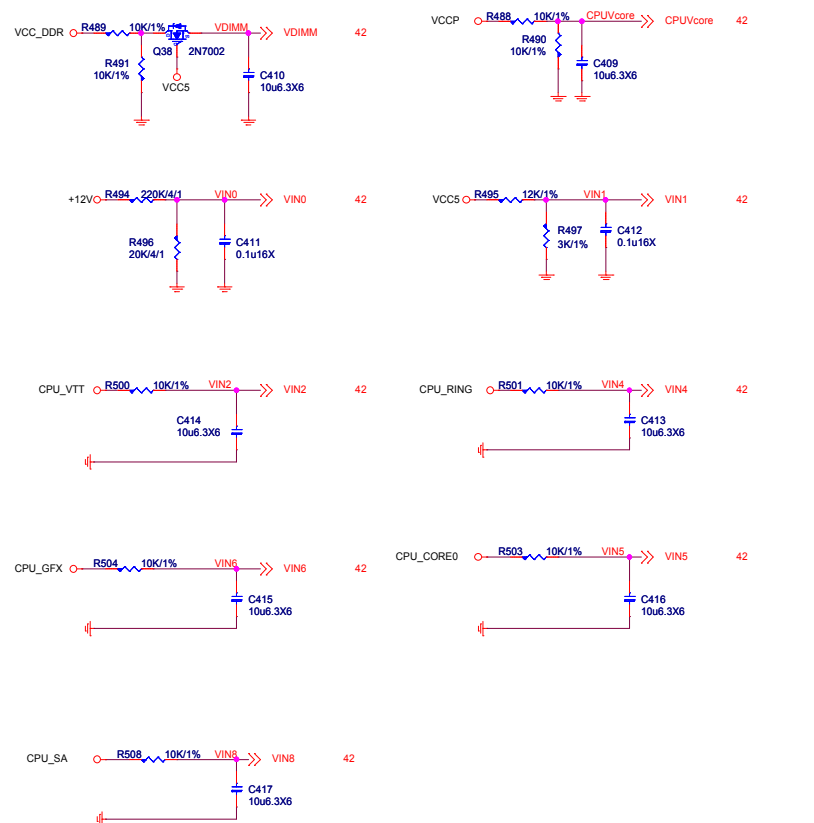 VCC_DDR R489 10K/1% VDIMM VDIMM 42
Q38 2N7002
R491
10K/1%
VCC5
C410
10u6.3X6
VCCP R488 10K/1% CPUVcore CPUVcore 42
R490
10K/1%
C409
10u6.3X6
+12V R494 220K/4/1 VIN0 VIN0 42
R496
20K/4/1
C411
0.1u16X
VCC5 R495 12K/1% VIN1 VIN1 42
R497
3K/1%
C412
0.1u16X
CPU_VTT R500 10K/1% VIN2 VIN2 42
C414
10u6.3X6
CPU_RING R501 10K/1% VIN4 VIN4 42
C413
10u6.3X6
CPU_GFX R504 10K/1% VIN6 VIN6 42
C415
10u6.3X6
CPU_CORE0 R503 10K/1% VIN5 VIN5 42
C416
10u6.3X6
CPU_SA R508 10K/1% VIN8 VIN8 42
C417
10u6.3X6